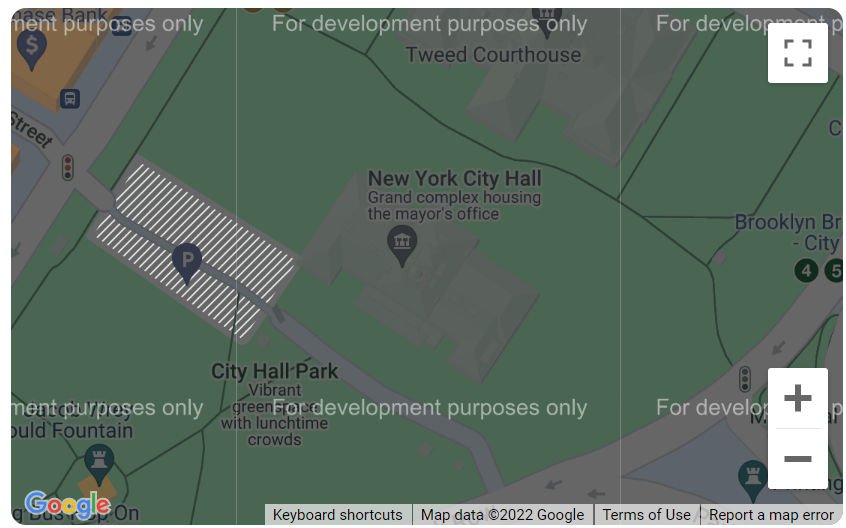 hase Bank
ment purposes only
For development purposes only
For development p
Tweed Courthouse
Street
C
New York City Hall
Grand complex housing
the mayor's office
Brooklyn Br
- City
4 5
P
City Hall Park
Vibrant
greenspace
with lunchtime
crowds
ment purposes only
For development purposes only
For develop
ould Fountain
Google
Hop On
Keyboard shortcuts
Map data ©2022 Google
Terms of Use
Report a map error